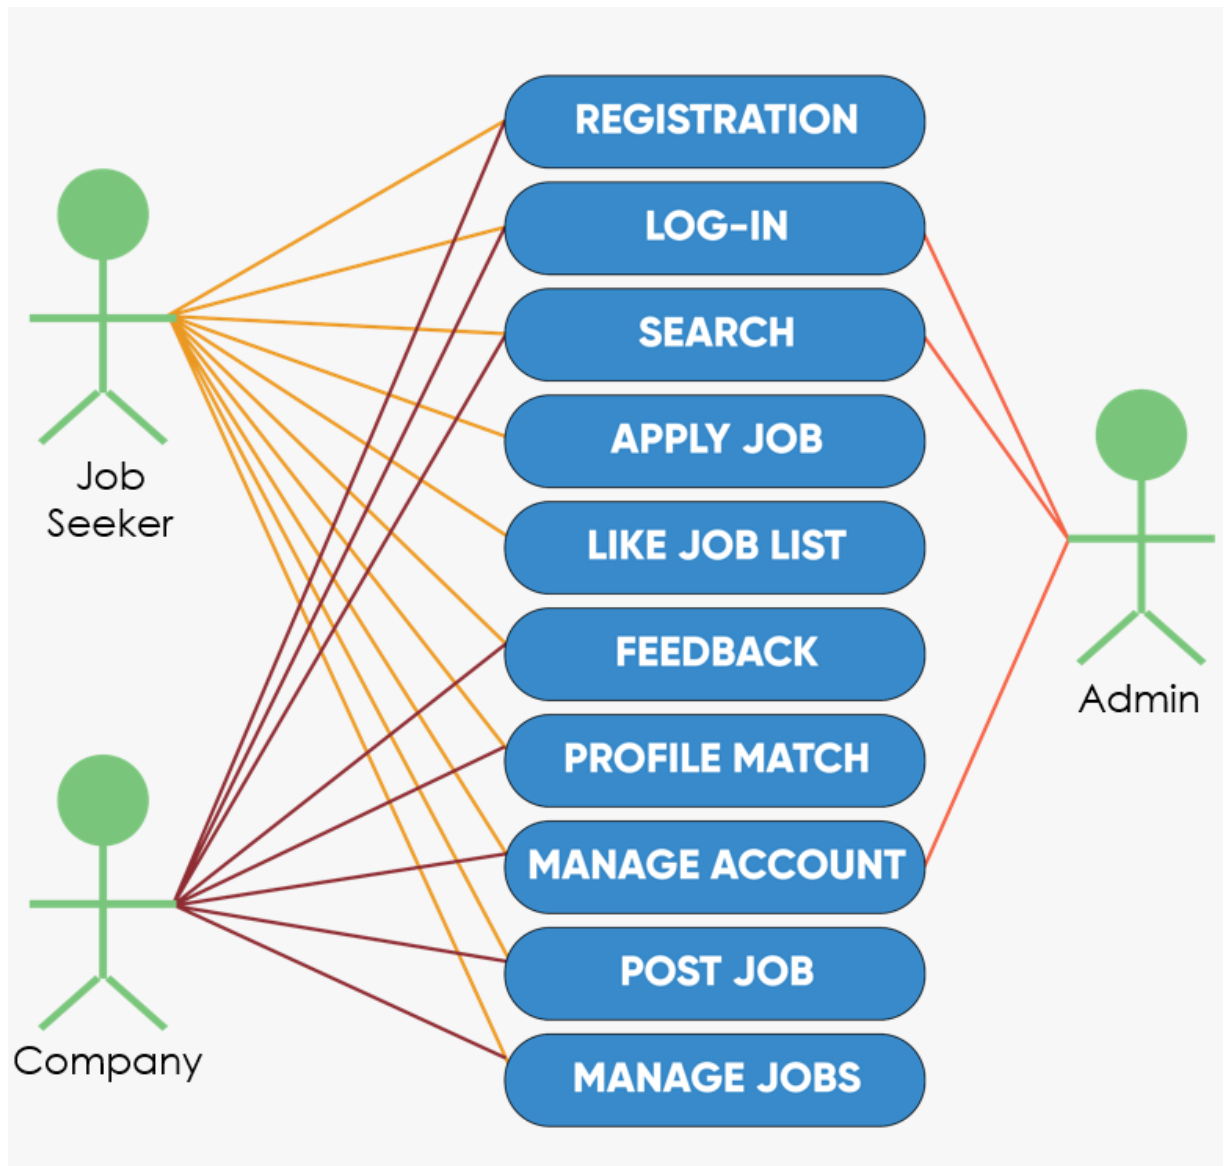 REGISTRATION
LOG-IN
SEARCH
APPLY JOB
LIKE JOB LIST
FEEDBACK
PROFILE MATCH
MANAGE ACCOUNT
POST JOB
MANAGE JOBS
Job
Seeker
Company
Admin